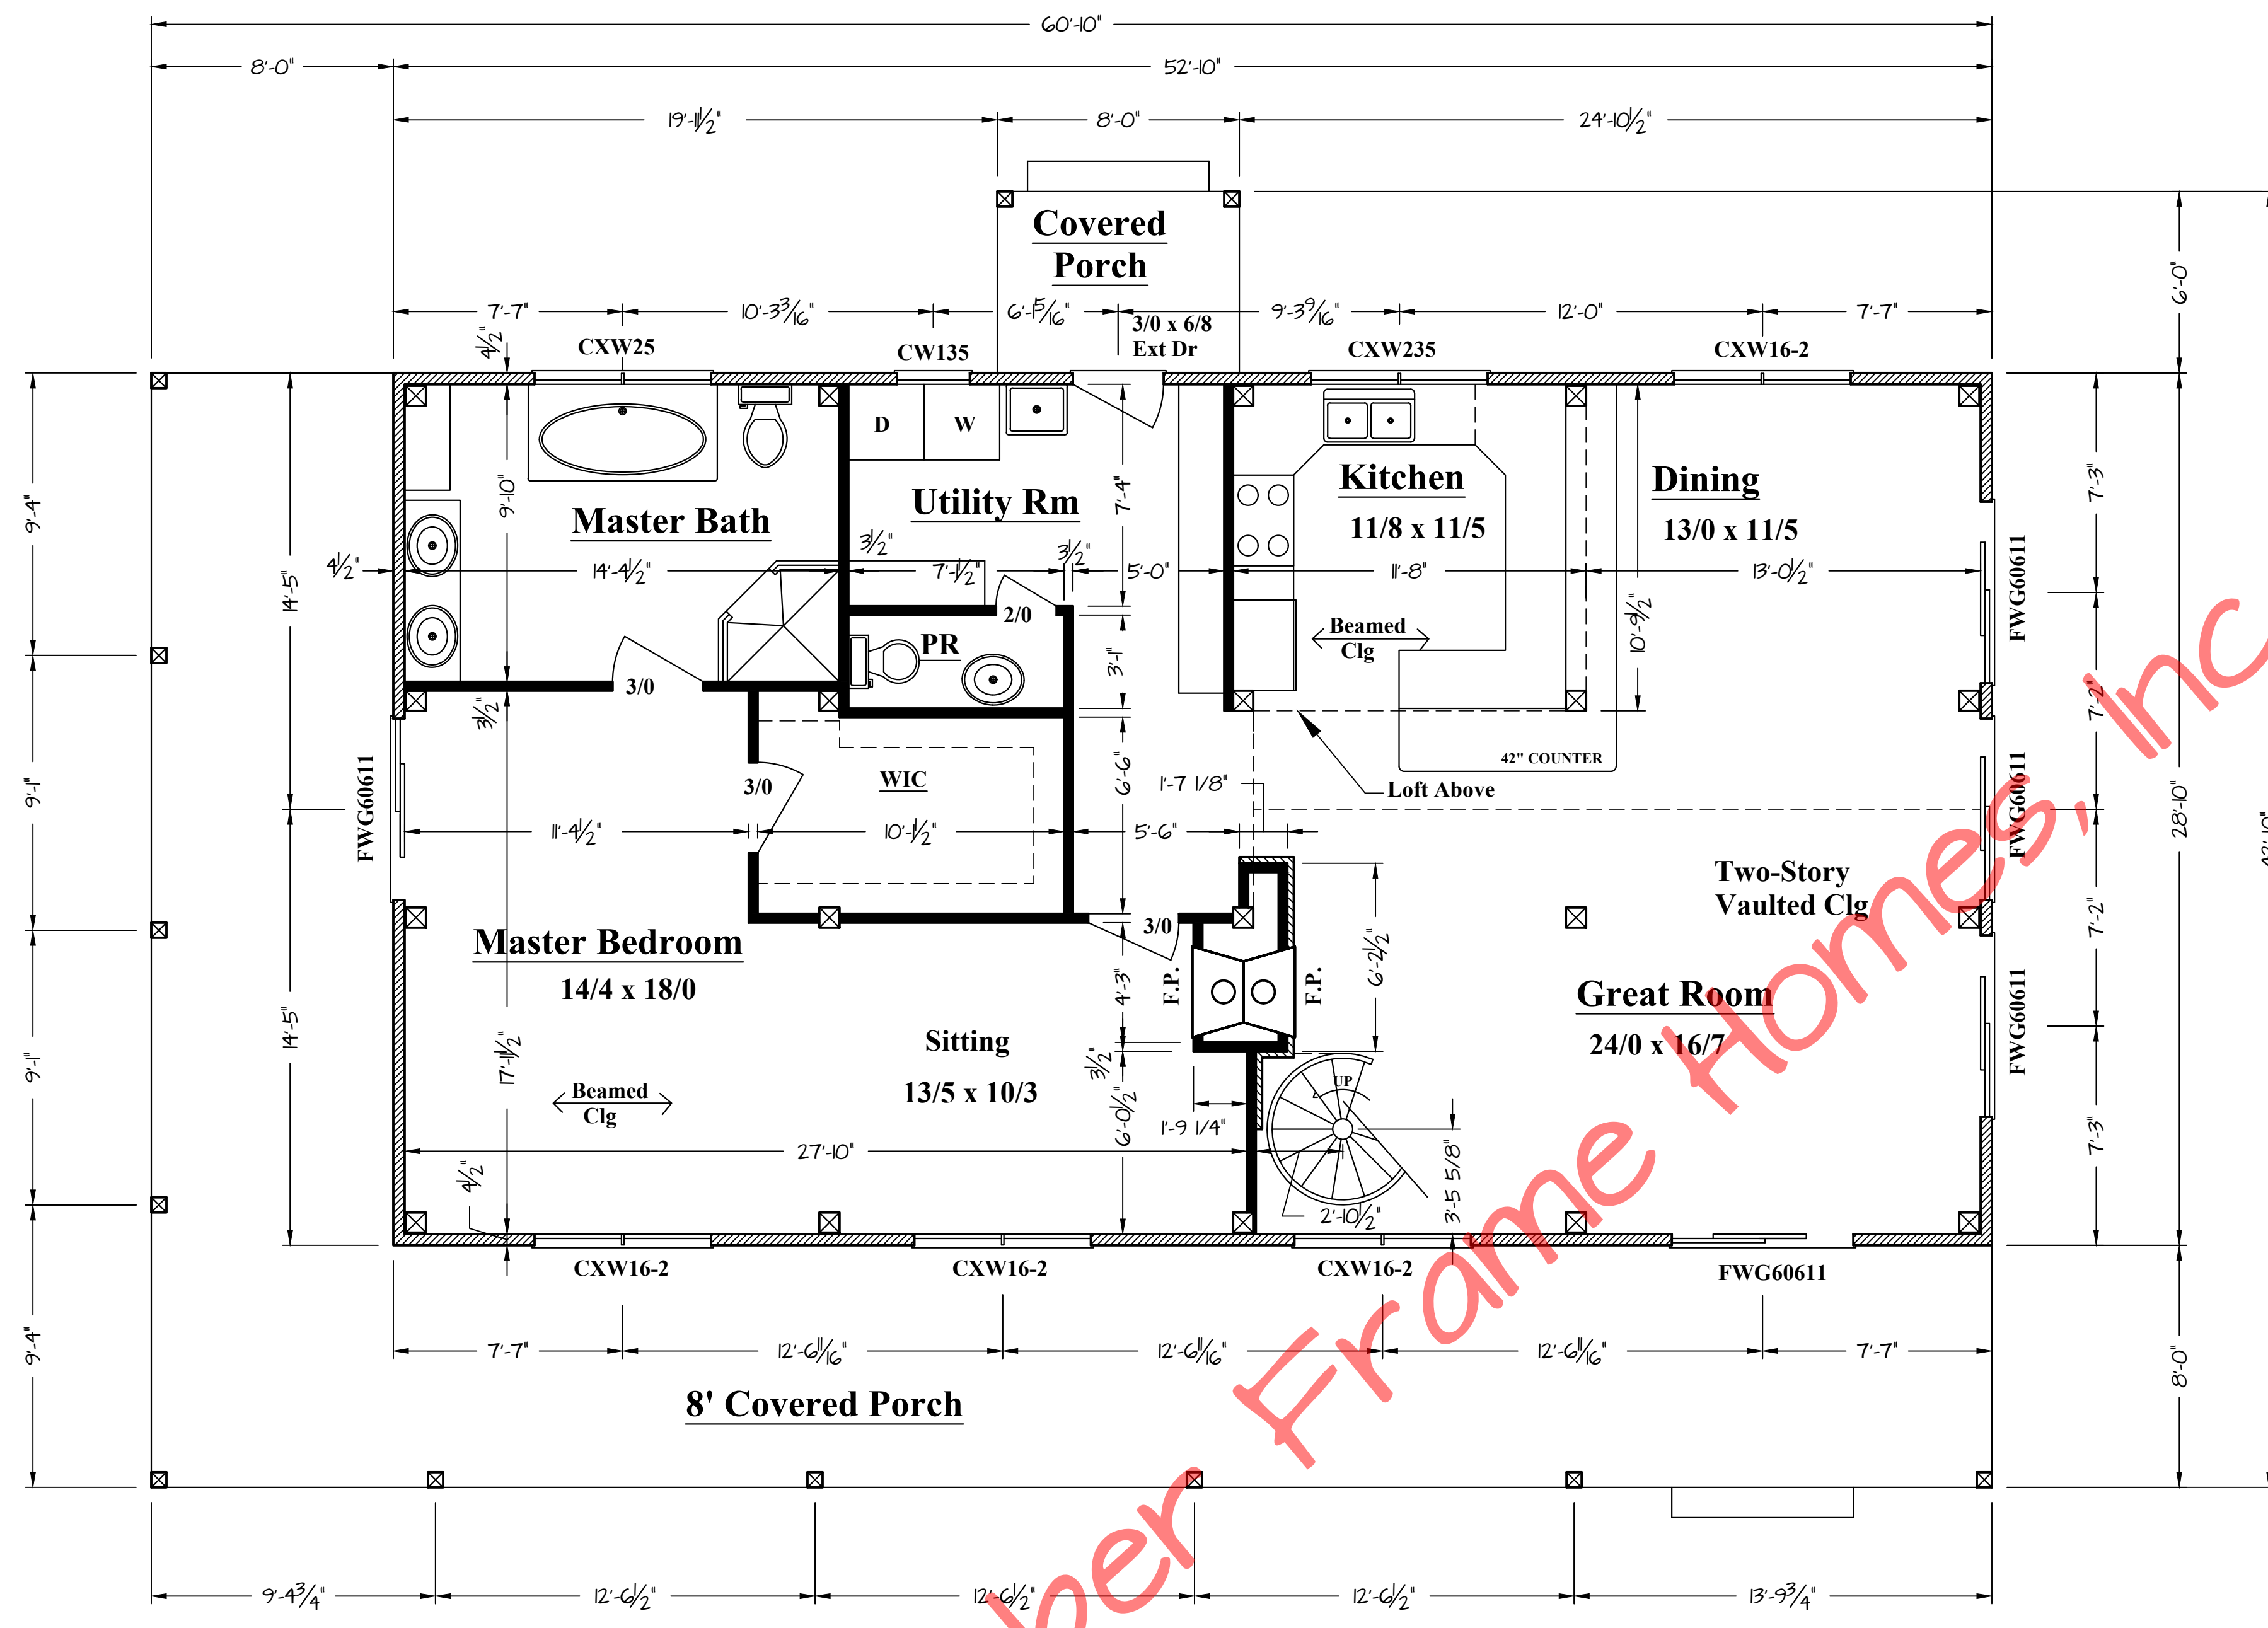 60'-10"
8'-0"
52'-10"
19'-11 1/2"
8'-0"
24'-10 1/2"
Covered
Porch
6'-0"
7'-7"
10'-3 3/16"
6'-1 5/16"
9'-3 9/16"
12'-0"
7'-7"
3/0 x 6/8
Ext Dr
4 1/2"
CXW25
CW135
CXW235
CXW16-2
D
W
Kitchen
11/8 x 11/5
Dining
13/0 x 11/5
Utility Rm
Master Bath
9'-10"
7'-4"
7'-3"
9'-4"
4 1/2"
14'-4 1/2"
3 1/2"
7'-1 1/2"
3 1/2"
5'-0"
11'-8"
13'-0 1/2"
14'-5"
FWG60611
2/0
PR
3'-1"
Beamed
Clg
10'-9 1/2"
3/0
3 1/2"
7'-2"
FWG60611
WIC
3/0
6'-6"
1'-7 1/8"
42" COUNTER
Loft Above
FWG60611
28'-10"
9'-1"
11'-4 1/2"
10'-1 1/2"
5'-6"
Two-Story
Vaulted Clg
7'-2"
3/0
Master Bedroom
14/4 x 18/0
F.P.
F.P.
4'-3"
6'-2 1/2"
Great Room
24/0 x 16/7
FWG60611
14'-5"
9'-1"
17'-11 1/2"
Sitting
13/5 x 10/3
3 1/2"
UP
Beamed
Clg
6'-0 1/2"
1'-9 1/4"
7'-3"
27'-10"
4 1/2"
2'-10 1/2"
3'-5 5/8"
CXW16-2
CXW16-2
CXW16-2
FWG60611
9'-4"
7'-7"
12'-6 11/16"
12'-6 11/16"
12'-6 11/16"
7'-7"
8'-0"
8' Covered Porch
9'-4 3/4"
12'-6 1/2"
12'-6 1/2"
12'-6 1/2"
13'-9 3/4"
Frame Homes, Inc